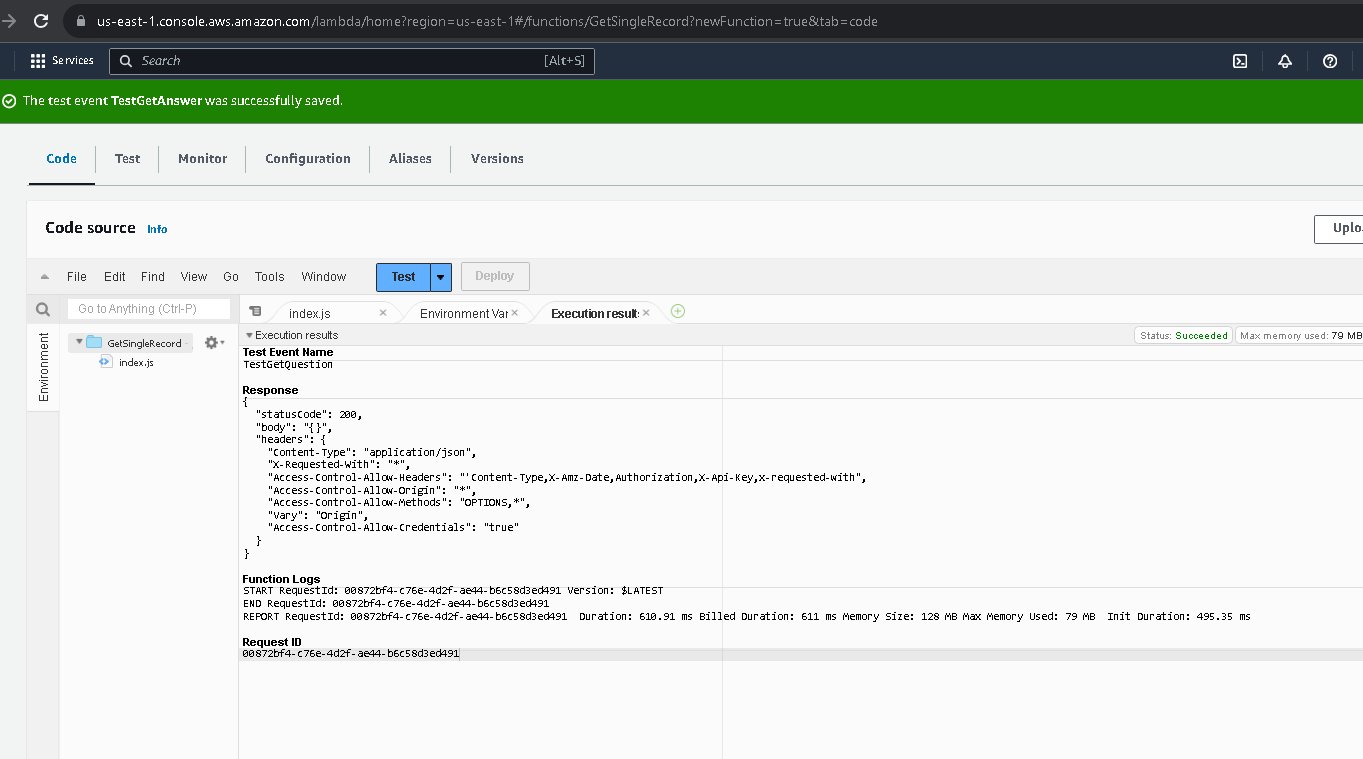 us-east-1.console.aws.amazon.com/lambda/home?region=us-east-1#/functions/GetSingleRecord?newFunction=true&tab=code
Services
Search
[Alt+S]
The test event TestGetAnswer was successfully saved.
Code
Test
Monitor
Configuration
Aliases
Versions
Code source
Info
Uplo
File
Edit
Find
View
Go
Tools
Window
Test
Deploy
Go to Anything (Ctrl-P)
index.js
Environment Var
Execution results
Environment
GetSingleRecord
index.js
Execution results
Status: Succeeded
Max memory used: 79 MB
Test Event Name
TestGetQuestion
Response
{
"statusCode": 200,
"body": "{}",
"headers": {
"Content-Type": "application/json",
"X-Requested-With": "*",
"Access-Control-Allow-Headers": "'Content-Type,X-Amz-Date,Authorization,X-Api-Key,x-requested-with",
"Access-Control-Allow-Origin": "*",
"Access-Control-Allow-Methods": "OPTIONS,*",
"Vary": "Origin",
"Access-Control-Allow-Credentials": "true"
}
}
Function Logs
START RequestId: 00872bf4-c76e-4d2f-ae44-b6c58d3ed491 Version: $LATEST
END RequestId: 00872bf4-c76e-4d2f-ae44-b6c58d3ed491
REPORT RequestId: 00872bf4-c76e-4d2f-ae44-b6c58d3ed491 Duration: 610.91 ms Billed Duration: 611 ms Memory Size: 128 MB Max Memory Used: 79 MB Init Duration: 495.35 ms
Request ID
00872bf4-c76e-4d2f-ae44-b6c58d3ed491